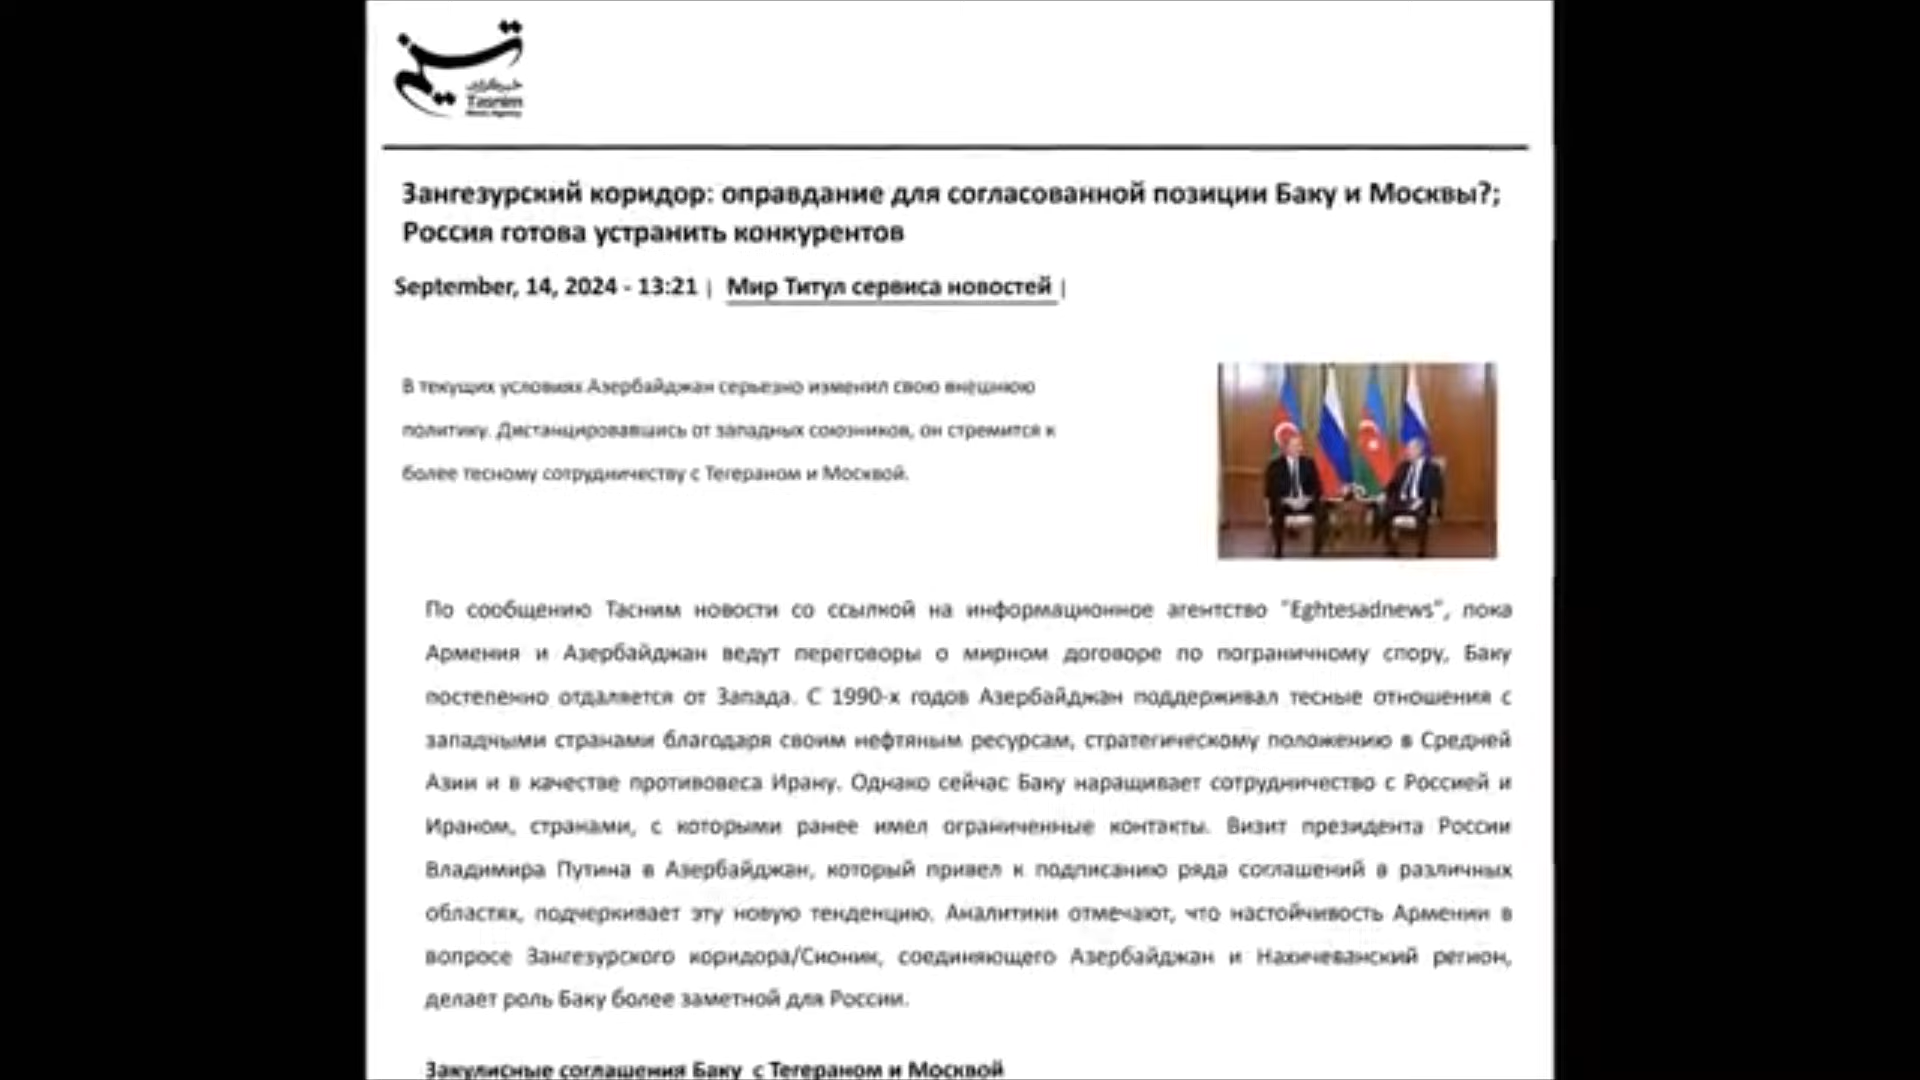 تسنیم
خبرگزاری
Tasnim
News Agency
Зангезурский коридор: оправдание для согласованной позиции Баку и Москвы?;
Россия готова устранить конкурентов
September, 14, 2024 - 13:21 | Мир Титул сервиса новостей |
В текущих условиях Азербайджан серьезно изменил свою внешнюю
политику. Дистанцировавшись от западных союзников, он стремится к
более тесному сотрудничеству с Тегераном и Москвой.
По сообщению Тасним новости со ссылкой на информационное агентство "Eghtesadnews", пока
Армения и Азербайджан ведут переговоры о мирном договоре по пограничному спору, Баку
постепенно отдаляется от Запада. С 1990-х годов Азербайджан поддерживал тесные отношения с
западными странами благодаря своим нефтяным ресурсам, стратегическому положению в Средней
Азии и в качестве противовеса Ирану. Однако сейчас Баку наращивает сотрудничество с Россией и
Ираном, странами, с которыми ранее имел ограниченные контакты. Визит президента России
Владимира Путина в Азербайджан, который привел к подписанию ряда соглашений в различных
областях, подчеркивает эту новую тенденцию. Аналитики отмечают, что настойчивость Армении в
вопросе Зангезурского коридора/Сионик, соединяющего Азербайджан и Нахичеванский регион,
делает роль Баку более заметной для России.
Закулисные соглашения Баку с Тегераном и Москвой